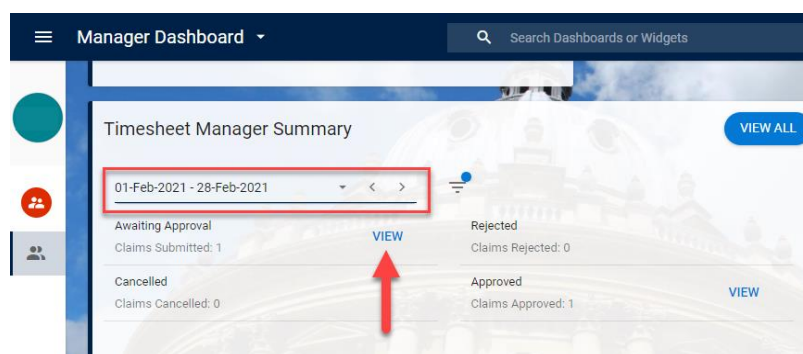 Manager Dashboard
Search Dashboards or Widgets
Timesheet Manager Summary
VIEW ALL
01-Feb-2021 - 28-Feb-2021
Awaiting Approval
Claims Submitted: 1
VIEW
Rejected
Claims Rejected: 0
Cancelled
Claims Cancelled: 0
Approved
Claims Approved: 1
VIEW